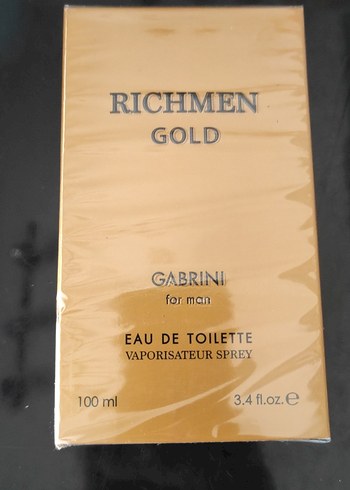 RICHMEN
GOLD
GABRINI
for man
EAU DE TOILETTE
VAPORISATEUR SPREY
100 ml 3.4 fl.oz. ℮